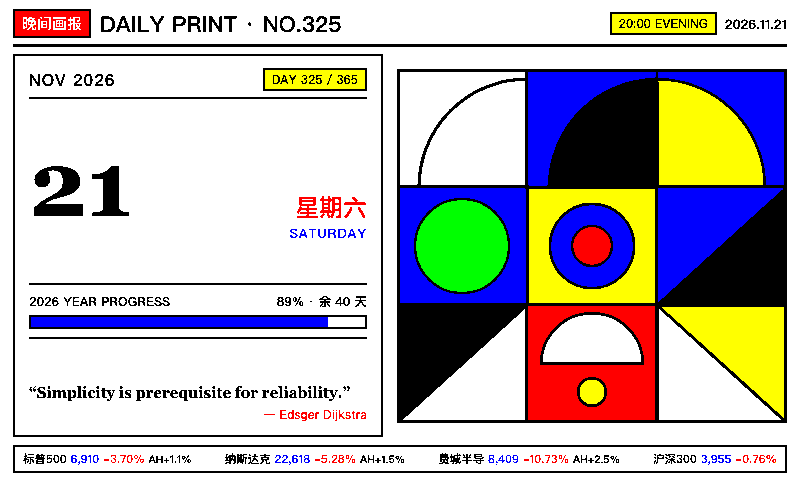 晚间画报 DAILY PRINT · NO.325
20:00 EVENING 2026.11.21
NOV 2026
DAY 325 / 365
21
星期六
SATURDAY
2026 YEAR PROGRESS
89% · 余 40 天
“Simplicity is prerequisite for reliability.”
— Edsger Dijkstra
标普500 6,910 −3.70% AH+1.1% 纳斯达克 22,618 −5.28% AH+1.5% 费城半导 8,409 −10.73% AH+2.5% 沪深300 3,955 −0.76%